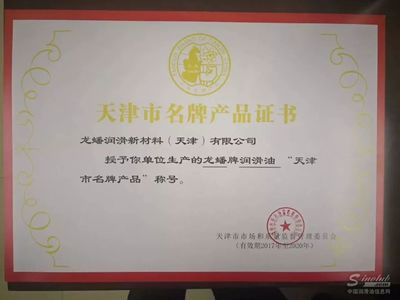 天津市名牌产品证书
龙蟠润滑新材料（天津）有限公司
授予你单位生产的龙蟠牌润滑油“天津
市名牌产品”称号。
天津市市场和质量监督管理委员会
（有效期2017年至2020年）
Sinolub
.com
中国润滑油信息网